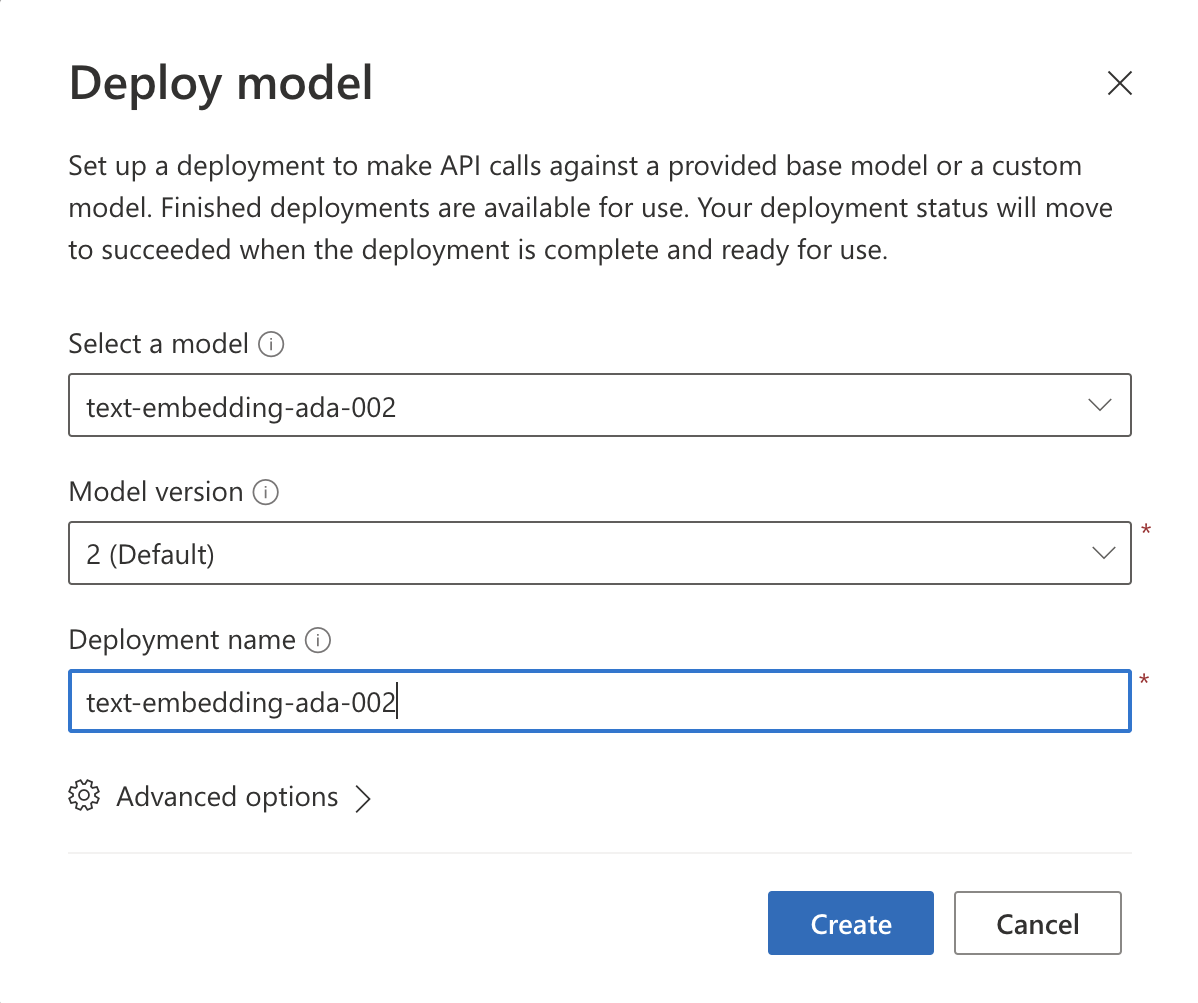 Deploy model
Set up a deployment to make API calls against a provided base model or a custom
model. Finished deployments are available for use. Your deployment status will move
to succeeded when the deployment is complete and ready for use.
Select a model
text-embedding-ada-002
Model version
2 (Default)
*
Deployment name
text-embedding-ada-002
*
Advanced options
Create
Cancel